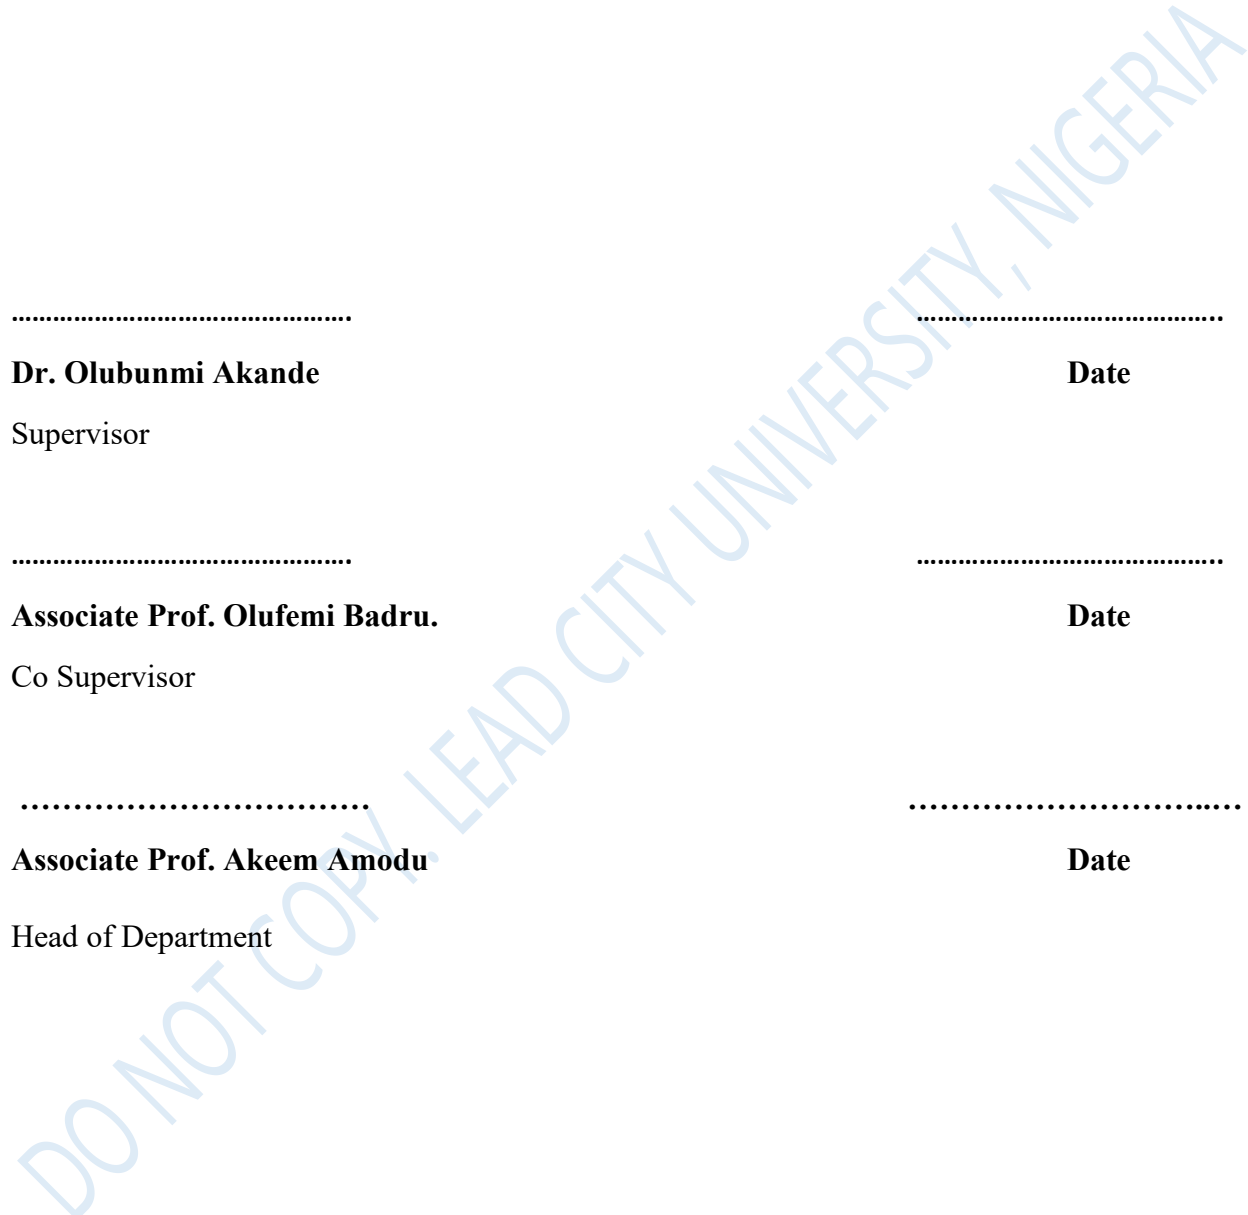 ………………………………………….  ……………………………………..
Dr. Olubunmi Akande  Date
Supervisor
………………………………………….  ……………………………………..
Associate Prof. Olufemi Badru.  Date
Co Supervisor
……………………………  ………………………..…
Associate Prof. Akeem Amodu  Date
Head of Department
DO NOT COPY. LEAD CITY UNIVERSITY, NIGERIA